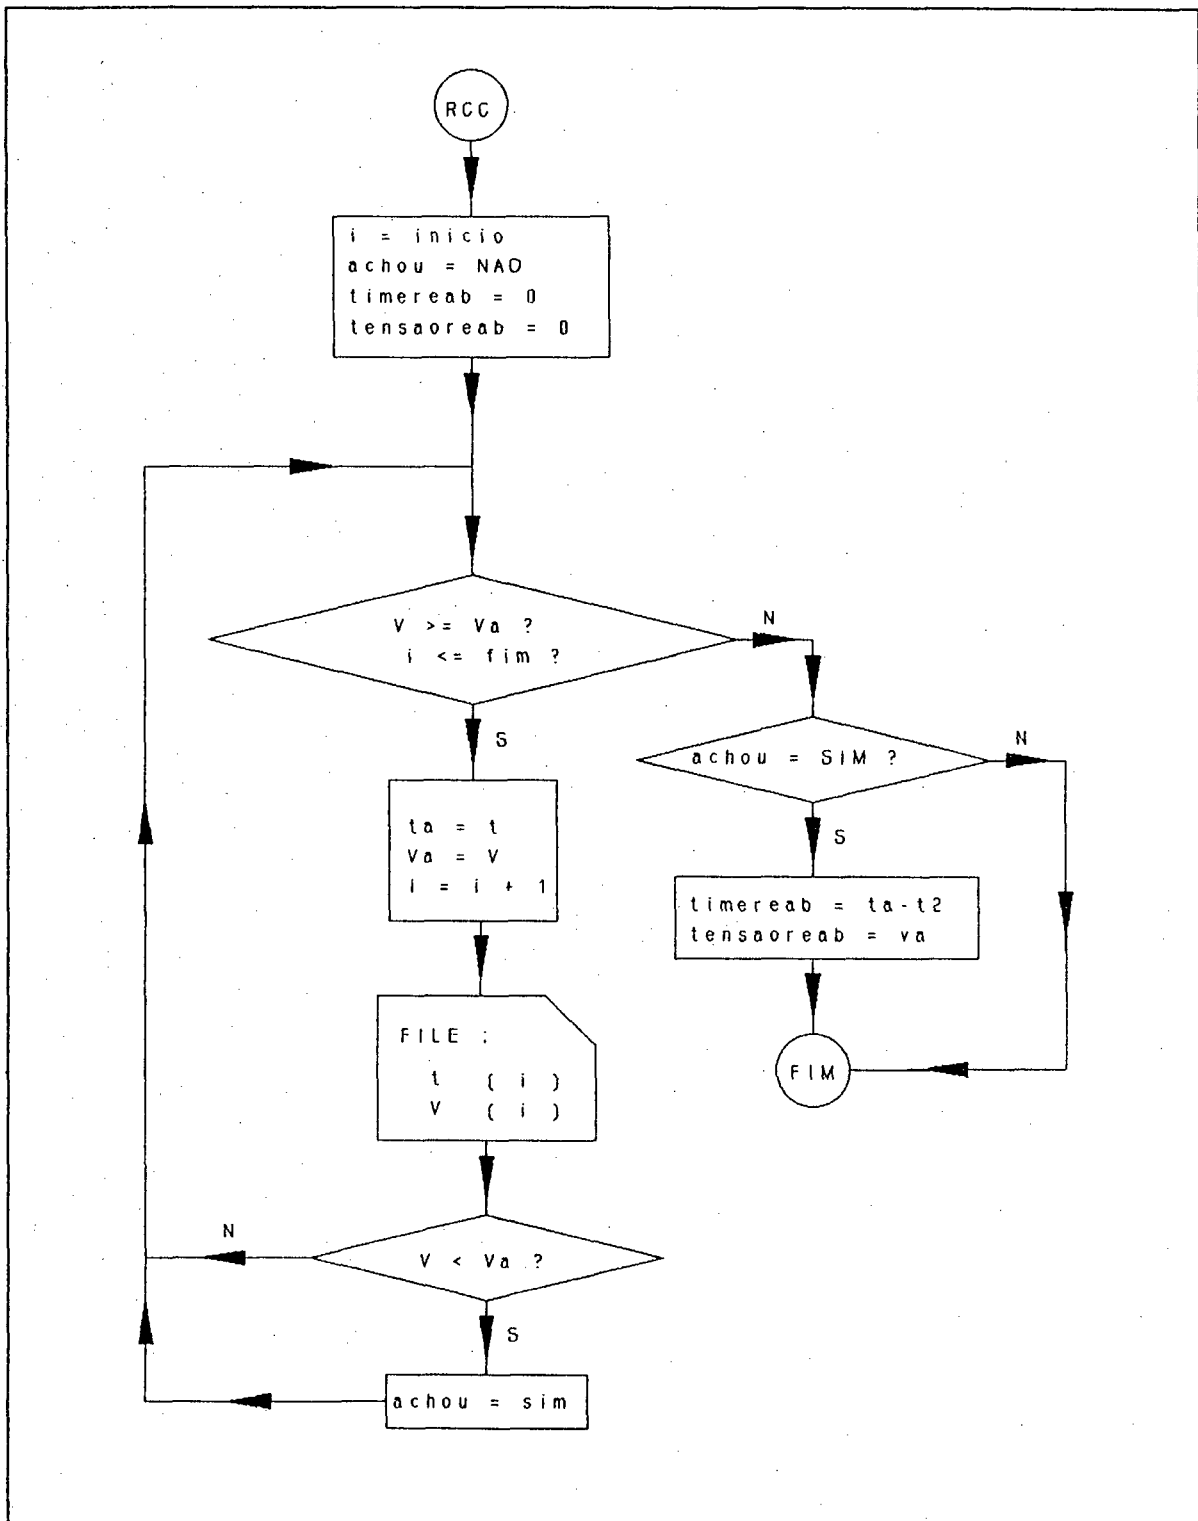 RCC
i = inicio
achou = NAO
timereab = 0
tensaoreab = 0
V >= Va ?
i <= fim ?
N
S
achou = SIM ?
N
S
ta = t
Va = V
i = i + 1
timereab = ta-t2
tensaoreab = va
FILE :
t ( i )
V ( i )
FIM
V < Va ?
N
S
achou = sim